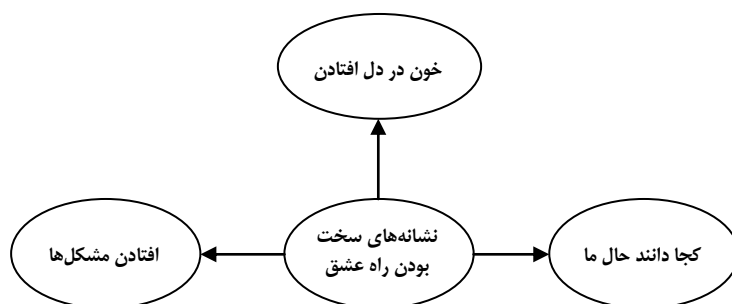 خون در دل افتادن
نشانه‌های سخت
بودن راه عشق
کجا دانند حال ما
افتادن مشکل‌ها